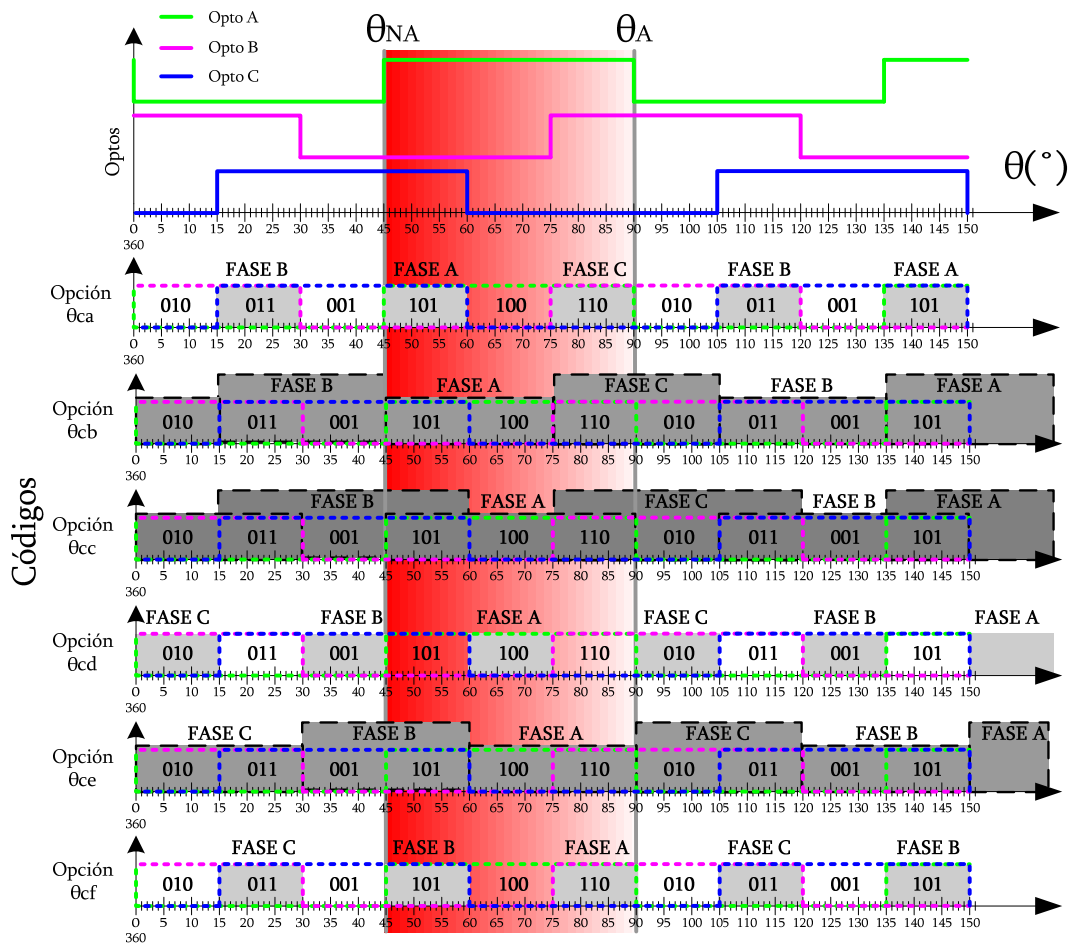 Opto A
Opto B
Opto C
θNA
θA
Optos
θ(°)
0 5 10 15 20 25 30 35 40 45 50 55 60 65 70 75 80 85 90 95 100 105 110 115 120 125 130 135 140 145 150
360
Códigos
Opción θca
FASE B FASE A FASE C FASE B FASE A
010 011 001 101 100 110 010 011 001 101
0 5 10 15 20 25 30 35 40 45 50 55 60 65 70 75 80 85 90 95 100 105 110 115 120 125 130 135 140 145 150
360
Opción θcb
FASE B FASE A FASE C FASE B FASE A
010 011 001 101 100 110 010 011 001 101
0 5 10 15 20 25 30 35 40 45 50 55 60 65 70 75 80 85 90 95 100 105 110 115 120 125 130 135 140 145 150
360
Opción θcc
FASE B FASE A FASE C FASE B FASE A
010 011 001 101 100 110 010 011 001 101
0 5 10 15 20 25 30 35 40 45 50 55 60 65 70 75 80 85 90 95 100 105 110 115 120 125 130 135 140 145 150
360
Opción θcd
FASE C FASE B FASE A FASE C FASE B FASE A
010 011 001 101 100 110 010 011 001 101
0 5 10 15 20 25 30 35 40 45 50 55 60 65 70 75 80 85 90 95 100 105 110 115 120 125 130 135 140 145 150
360
Opción θce
FASE C FASE B FASE A FASE C FASE B FASE A
010 011 001 101 100 110 010 011 001 101
0 5 10 15 20 25 30 35 40 45 50 55 60 65 70 75 80 85 90 95 100 105 110 115 120 125 130 135 140 145 150
360
Opción θcf
FASE C FASE B FASE A FASE C FASE B
010 011 001 101 100 110 010 011 001 101
0 5 10 15 20 25 30 35 40 45 50 55 60 65 70 75 80 85 90 95 100 105 110 115 120 125 130 135 140 145 150
360